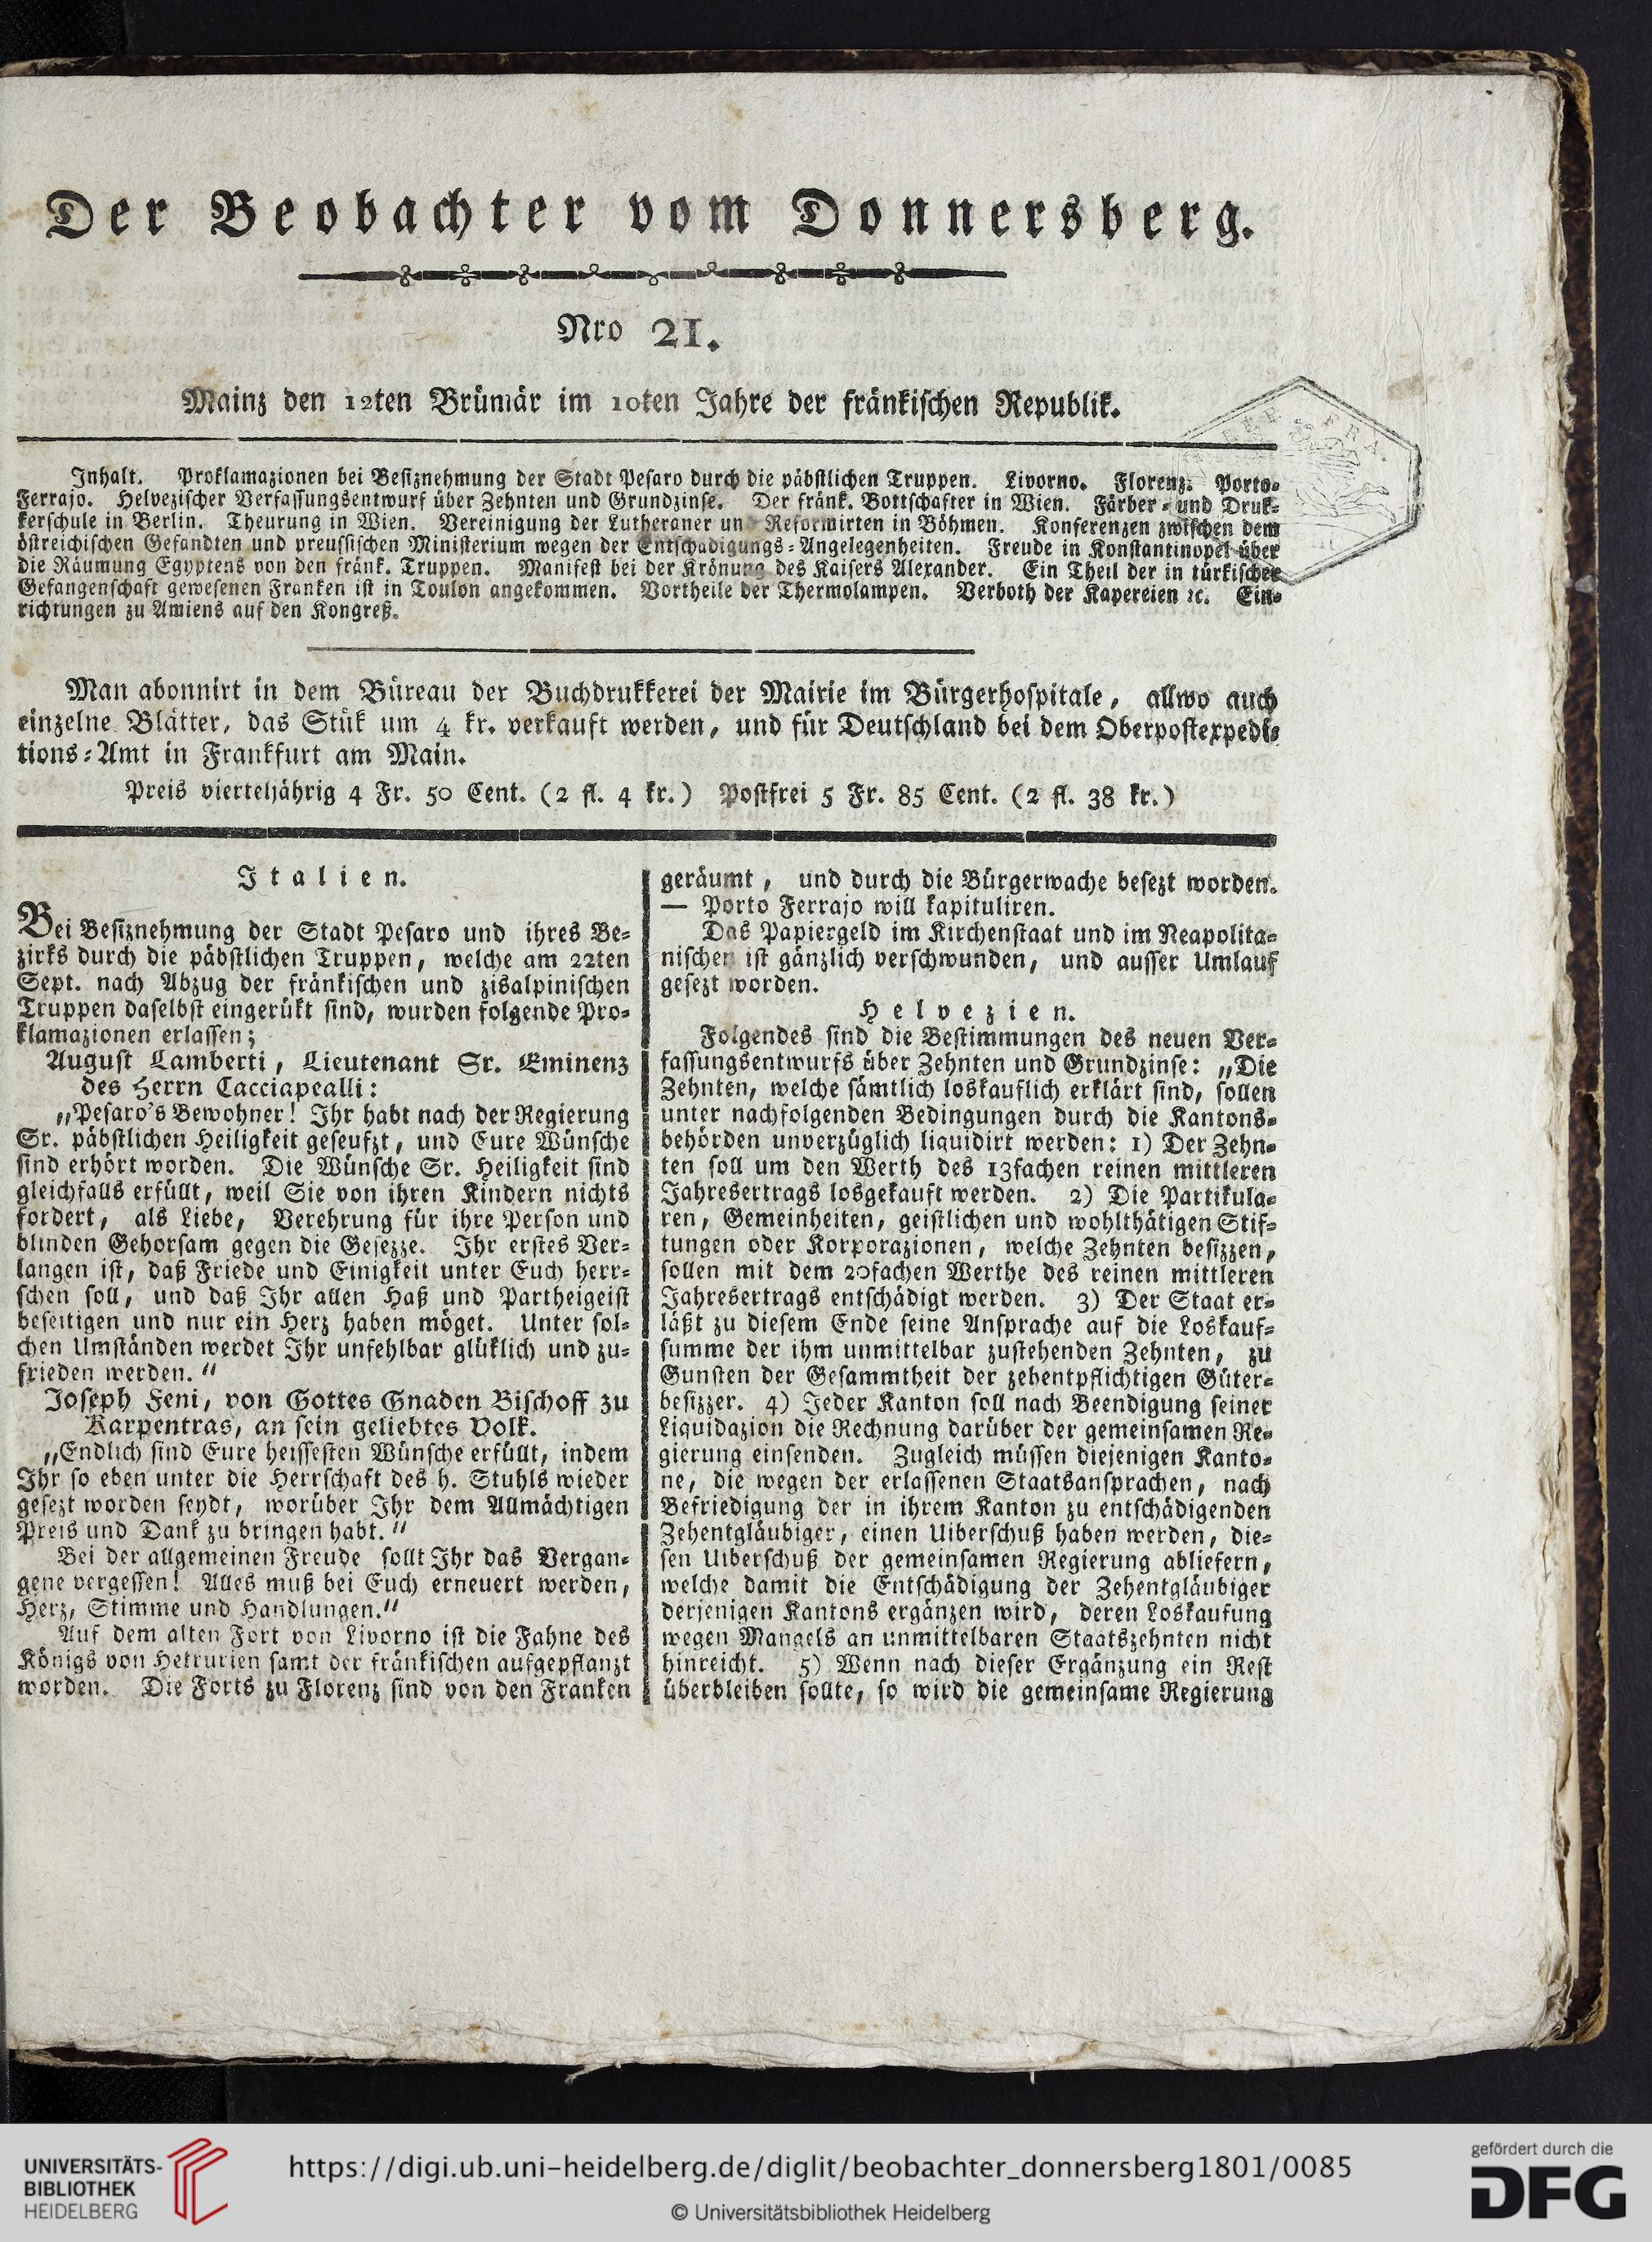 Der Beobachter vom Donnersberg.
Nro 21.
Mainz den 12ten Brümär im 10ten Jahre der fränkischen Republik.
Inhalt. Proklamazionen bei Besiznehmung der Stadt Pesaro durch die päbstlichen Truppen. Livorno. Florenz. Porto-
Ferrajo. Helvezischer Verfassungsentwurf über Zehnten und Grundzinse. Der fränk. Bottschafter in Wien. Färber- und Druk-
kerschule in Berlin. Theurung in Wien. Vereinigung der Lutheraner un Reformirten in Böhmen. Konferenzen zwischen dem
östreichischen Gesandten und preussischen Ministerium wegen der Entschadigungs-Angelegenheiten. Freude in Konstantinopel über
die Räumung Egyptens von den fränk. Truppen. Manifest bei der Krönung des Kaisers Alexander. Ein Theil der in türkischer
Gefangenschaft gewesenen Franken ist in Toulon angekommen. Vortheile der Thermolampen. Verboth der Kapereien ꝛc. Ein-
richtungen zu Amiens auf den Kongreß.
Man abonnirt in dem Büreau der Buchdrukkerei der Mairie im Bürgerhospitale, allwo auch
einzelne Blätter, das Stük um 4 kr. verkauft werden, und für Deutschland bei dem Oberpostexpedi-
tions-Amt in Frankfurt am Main.
Preis vierteljährig 4 Fr. 50 Cent. (2 fl. 4 kr.) Postfrei 5 Fr. 85 Cent. (2 fl. 38 kr.)
Italien.
Bei Besiznehmung der Stadt Pesaro und ihres Be-
zirks durch die päbstlichen Truppen, welche am 22ten
Sept. nach Abzug der fränkischen und zisalpinischen
Truppen daselbst eingerükt sind, wurden folgende Pro-
klamazionen erlassen;
August Lamberti, Lieutenant Sr. Eminenz
des Herrn Cacciapealli:
„Pesaro's Bewohner! Ihr habt nach der Regierung
Sr. päbstlichen Heiligkeit geseufzt, und Eure Wünsche
sind erhört worden. Die Wünsche Sr. Heiligkeit sind
gleichfalls erfüllt, weil Sie von ihren Kindern nichts
fordert, als Liebe, Verehrung für ihre Person und
blinden Gehorsam gegen die Gesezze. Ihr erstes Ver-
langen ist, daß Friede und Einigkeit unter Euch herr-
schen soll, und daß Ihr allen Haß und Partheigeist
beseitigen und nur ein Herz haben möget. Unter sol-
chen Umständen werdet Ihr unfehlbar glüklich und zu-
frieden werden.“
Joseph Feni, von Gottes Gnaden Bischoff zu
Karpentras, an sein geliebtes Volk.
„Endlich sind Eure heissesten Wünsche erfüllt, indem
Ihr so eben unter die Herrschaft des h. Stuhls wieder
gesezt worden seydt, worüber Ihr dem Allmächtigen
Preis und Dank zu bringen habt.“
Bei der allgemeinen Freude sollt Ihr das Vergan-
gene vergessen! Alles muß bei Euch erneuert werden,
Herz, Stimme und Handlungen.“
Auf dem alten Fort von Livorno ist die Fahne des
Königs von Hetrurien samt der fränkischen aufgepflanzt
worden. Die Forts zu Florenz sind von den Franken
geräumt, und durch die Bürgerwache besezt worden.
— Porto Ferrajo will kapituliren.
Das Papiergeld im Kirchenstaat und im Neapolita-
nischen ist gänzlich verschwunden, und ausser Umlauf
gesezt worden.
Helvezien.
Folgendes sind die Bestimmungen des neuen Ver-
fassungsentwurfs über Zehnten und Grundzinse: „Die
Zehnten, welche sämtlich loskauflich erklärt sind, sollen
unter nachfolgenden Bedingungen durch die Kantons-
behörden unverzüglich liquidirt werden: 1) Der Zehn-
ten soll um den Werth des 13fachen reinen mittleren
Jahresertrags losgekauft werden. 2) Die Partikula-
ren, Gemeinheiten, geistlichen und wohlthätigen Stif-
tungen oder Korporazionen, welche Zehnten besizzen,
sollen mit dem 20fachen Werthe des reinen mittleren
Jahresertrags entschädigt werden. 3) Der Staat er-
läßt zu diesem Ende seine Ansprache auf die Loskauf-
summe der ihm unmittelbar zustehenden Zehnten, zu
Gunsten der Gesammtheit der zehentpflichtigen Güter-
besizzer. 4) Jeder Kanton soll nach Beendigung seiner
Liquidazion die Rechnung darüber der gemeinsamen Re-
gierung einsenden. Zugleich müssen diejenigen Kanto-
ne, die wegen der erlassenen Staatsansprachen, nach
Befriedigung der in ihrem Kanton zu entschädigenden
Zehentgläubiger, einen Uiberschuß haben werden, die-
sen Uiberschuß der gemeinsamen Regierung abliefern,
welche damit die Entschädigung der Zehentgläubiger
derjenigen Kantons ergänzen wird, deren Loskaufung
wegen Mangels an unmittelbaren Staatszehnten nicht
hinreicht. 5) Wenn nach dieser Ergänzung ein Rest
überbleiben sollte, so wird die gemeinsame Regierung
UNIVERSITÄTS-
BIBLIOTHEK
HEIDELBERG
https://digi.ub.uni-heidelberg.de/diglit/beobachter_donnersberg1801/0085
© Universitätsbibliothek Heidelberg
gefördert durch die
DFG